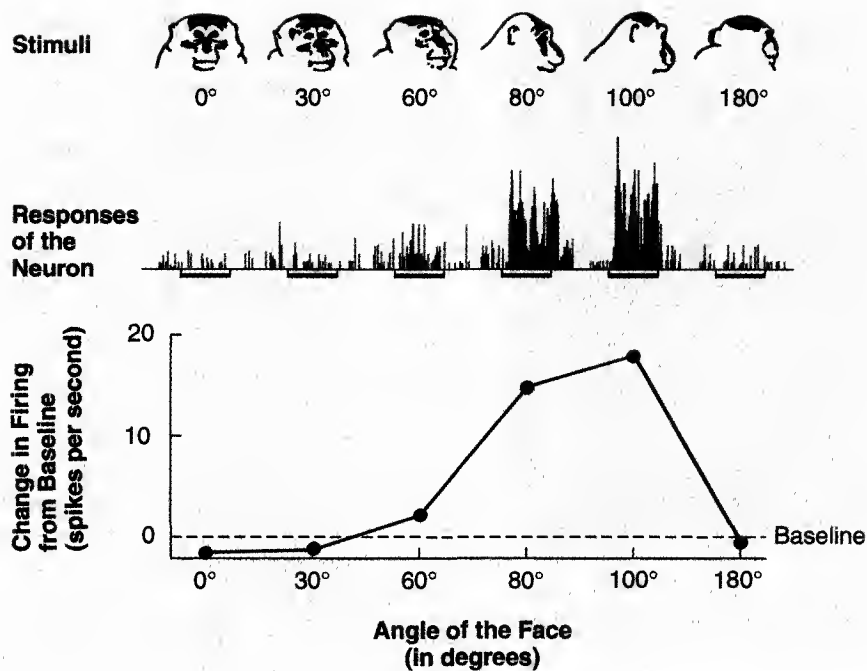 Stimuli
0° 30° 60° 80° 100° 180°
Responses
of the
Neuron
Change in Firing
from Baseline
(spikes per second)
20
10
0
Baseline
0° 30° 60° 80° 100° 180°
Angle of the Face
(in degrees)